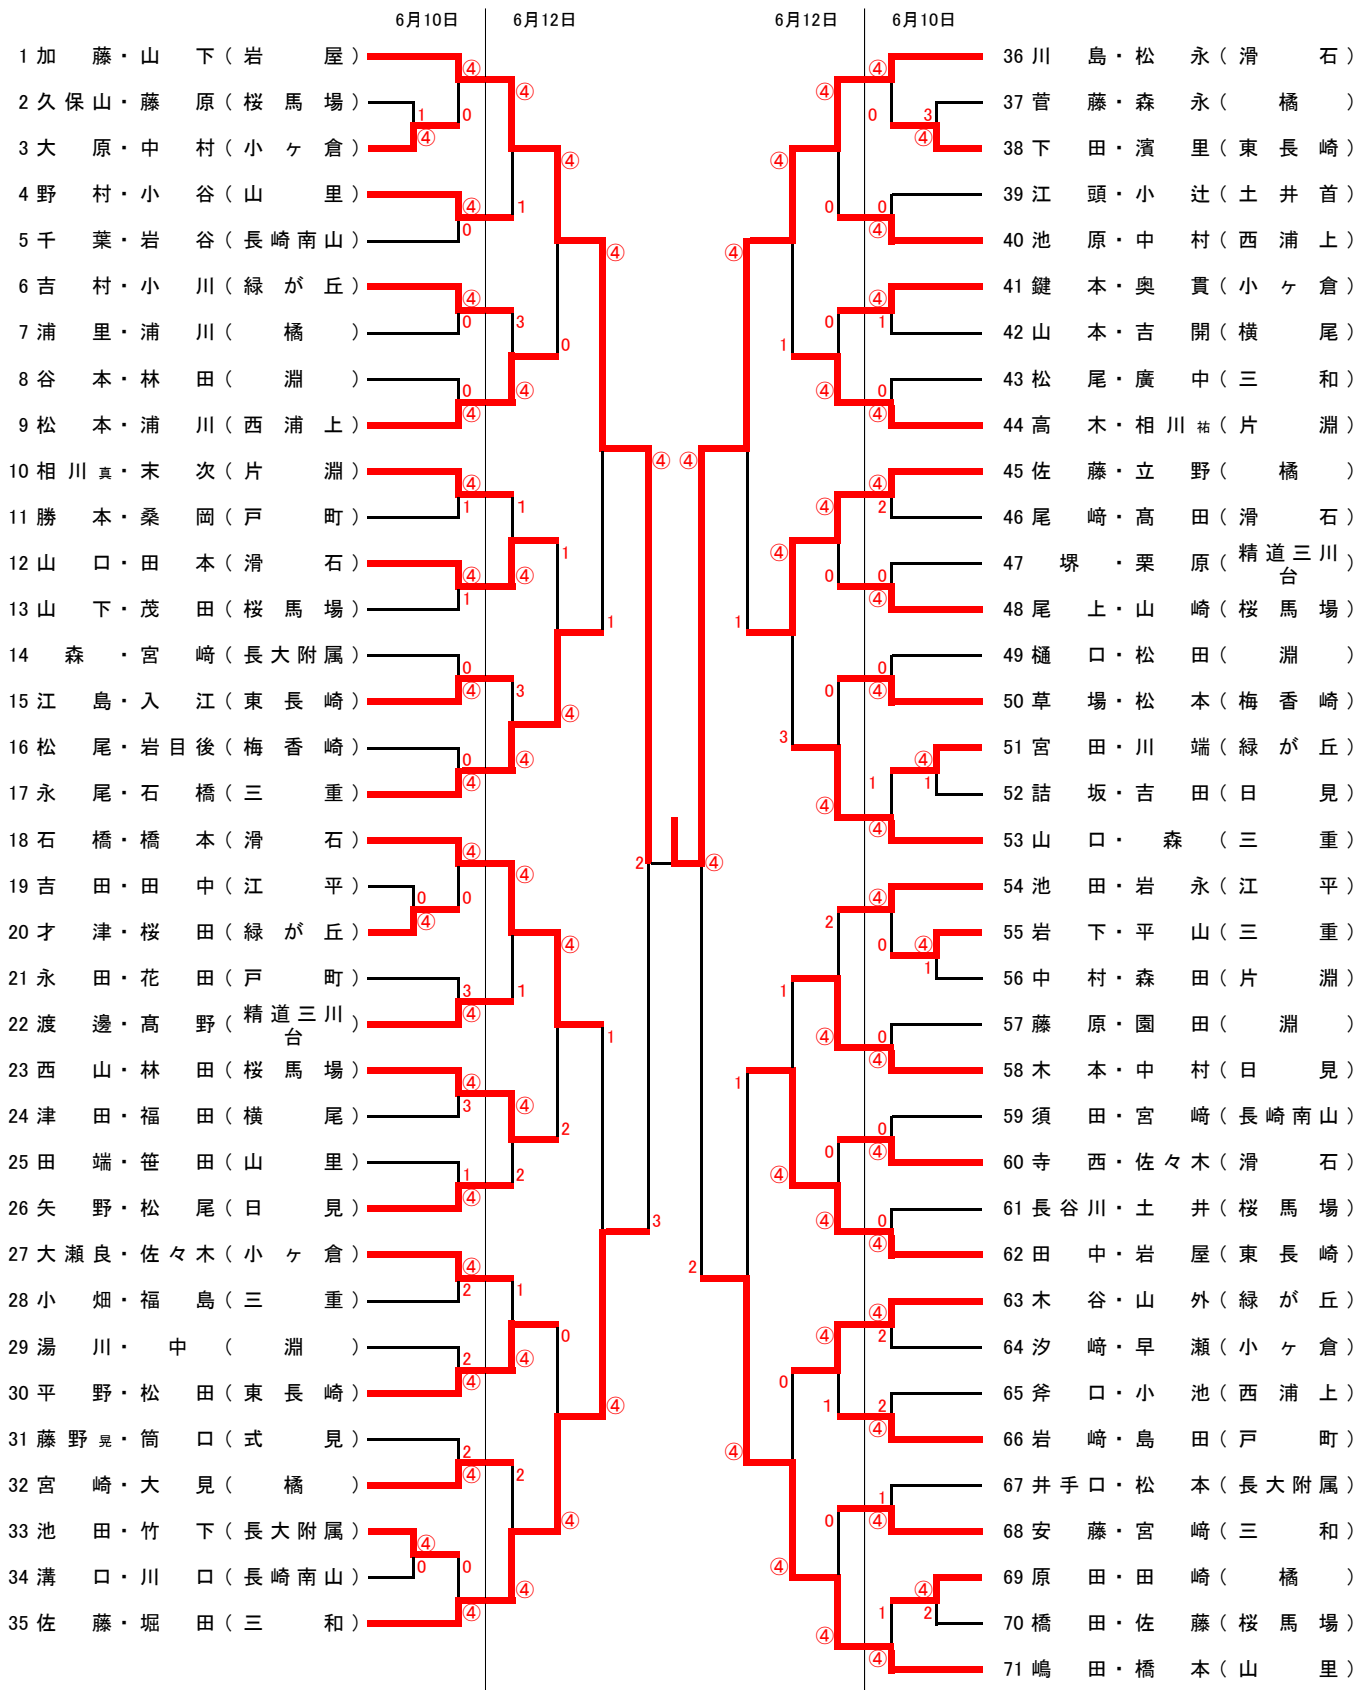 6月10日 6月12日 6月12日 6月10日
1 加藤・山下（岩屋）
2 久保山・藤原（桜馬場）
3 大原・中村（小ヶ倉）
4 野村・小谷（山里）
5 千葉・岩谷（長崎南山）
6 吉村・小川（緑が丘）
7 浦里・浦川（橘）
8 谷本・林田（淵）
9 松本・浦川（西浦上）
10 相川真・末次（片淵）
11 勝本・桑岡（戸町）
12 山口・田本（滑石）
13 山下・茂田（桜馬場）
14 森・宮﨑（長大附属）
15 江島・入江（東長崎）
16 松尾・岩目後（梅香崎）
17 永尾・石橋（三重）
18 石橋・橋本（滑石）
19 吉田・田中（江平）
20 才津・桜田（緑が丘）
21 永田・花田（戸町）
22 渡邊・髙野（精道三川台）
23 西山・林田（桜馬場）
24 津田・福田（横尾）
25 田端・笹田（山里）
26 矢野・松尾（日見）
27 大瀬良・佐々木（小ヶ倉）
28 小畑・福島（三重）
29 湯川・中（淵）
30 平野・松田（東長崎）
31 藤野晃・筒口（式見）
32 宮崎・大見（橘）
33 池田・竹下（長大附属）
34 溝口・川口（長崎南山）
35 佐藤・堀田（三和）
36 川島・松永（滑石）
37 菅藤・森永（橘）
38 下田・濱里（東長崎）
39 江頭・小辻（土井首）
40 池原・中村（西浦上）
41 鍵本・奥貫（小ヶ倉）
42 山本・吉開（横尾）
43 松尾・廣中（三和）
44 高木・相川祐（片淵）
45 佐藤・立野（橘）
46 尾﨑・髙田（滑石）
47 堺・栗原（精道三川台）
48 尾上・山崎（桜馬場）
49 樋口・松田（淵）
50 草場・松本（梅香崎）
51 宮田・川端（緑が丘）
52 詰坂・吉田（日見）
53 山口・森（三重）
54 池田・岩永（江平）
55 岩下・平山（三重）
56 中村・森田（片淵）
57 藤原・園田（淵）
58 木本・中村（日見）
59 須田・宮﨑（長崎南山）
60 寺西・佐々木（滑石）
61 長谷川・土井（桜馬場）
62 田中・岩屋（東長崎）
63 木谷・山外（緑が丘）
64 汐﨑・早瀬（小ヶ倉）
65 斧口・小池（西浦上）
66 岩﨑・島田（戸町）
67 井手口・松本（長大附属）
68 安藤・宮﨑（三和）
69 原田・田崎（橘）
70 橋田・佐藤（桜馬場）
71 嶋田・橋本（山里）